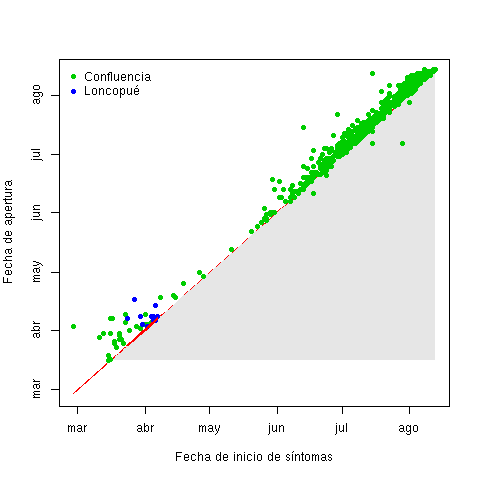 Confluencia
Loncopué
Fecha de apertura
ago
jul
jun
may
abr
mar
mar abr may jun jul ago
Fecha de inicio de síntomas